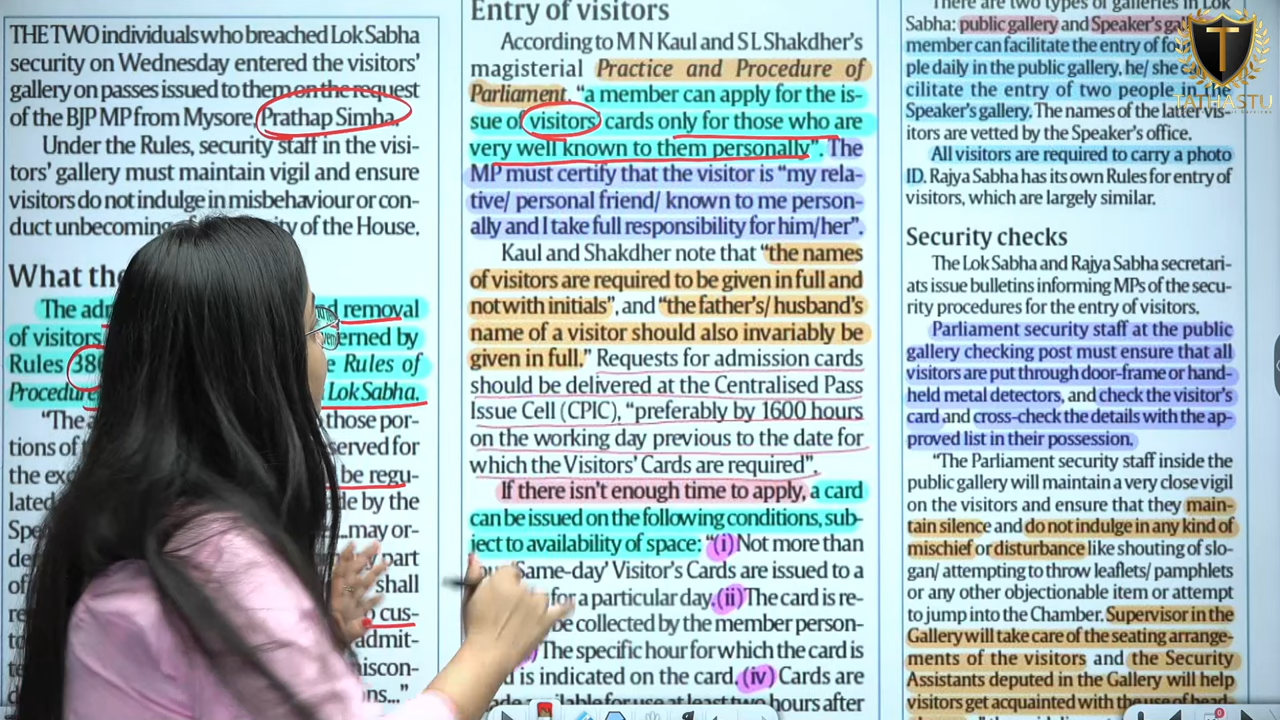 THE TWO individuals who breached Lok Sabha
security on Wednesday entered the visitors'
gallery on passes issued to them on the request
of the BJP MP from Mysore, Prathap Simha.
Under the Rules, security staff in the visi-
tors' gallery must maintain vigil and ensure
visitors do not indulge in misbehaviour or con-
duct unbecoming of the House.
What the
The removal
of visitors erned by
Rules 386 Rules of
Procedure Lok Sabha.
"The those por-
tions of served for
the be regu-
lated de by the
Spe ...may or-
part
of shall
cus-
admit-
miscon-
Entry of visitors
According to M N Kaul and S L Shakdher's
magisterial Practice and Procedure of
Parliament, "a member can apply for the is-
sue of visitors' cards only for those who are
very well known to them personally". The
MP must certify that the visitor is "my rela-
tive/ personal friend/ known to me person-
ally and I take full responsibility for him/her".
Kaul and Shakdher note that "the names
of visitors are required to be given in full and
not with initials", and "the father's/ husband's
name of a visitor should also invariably be
given in full." Requests for admission cards
should be delivered at the Centralised Pass
Issue Cell (CPIC), "preferably by 1600 hours
on the working day previous to the date for
which the Visitors' Cards are required".
If there isn't enough time to apply, a card
can be issued on the following conditions, sub-
ject to availability of space: "(i) Not more than
'Same-day' Visitor's Cards are issued to a
for a particular day. (ii) The card is re-
be collected by the member person-
The specific hour for which the card is
is indicated on the card. (iv) Cards are
for use at least two hours after
There are two types of galleries in Lok
Sabha: public gallery and Speaker's
member can facilitate the entry of
ple daily in the public gallery, he/ she
cilitate the entry of two people
Speaker's gallery. The names of the latter vis-
itors are vetted by the Speaker's office.
All visitors are required to carry a photo
ID. Rajya Sabha has its own Rules for entry of
visitors, which are largely similar.
Security checks
The Lok Sabha and Rajya Sabha secretari-
ats issue bulletins informing MPs of the secu-
rity procedures for the entry of visitors.
Parliament security staff at the public
gallery checking post must ensure that all
visitors are put through door-frame or hand-
held metal detectors, and check the visitor's
card and cross-check the details with the ap-
proved list in their possession.
"The Parliament security staff inside the
public gallery will maintain a very close vigil
on the visitors and ensure that they main-
tain silence and do not indulge in any kind of
mischief or disturbance like shouting of slo-
gan/ attempting to throw leaflets/ pamphlets
or any other objectionable item or attempt
to jump into the Chamber. Supervisor in the
Gallery will take care of the seating arrange-
ments of the visitors and the Security
Assistants deputed in the Gallery will help
visitors get acquainted with the
T
TATHASTU